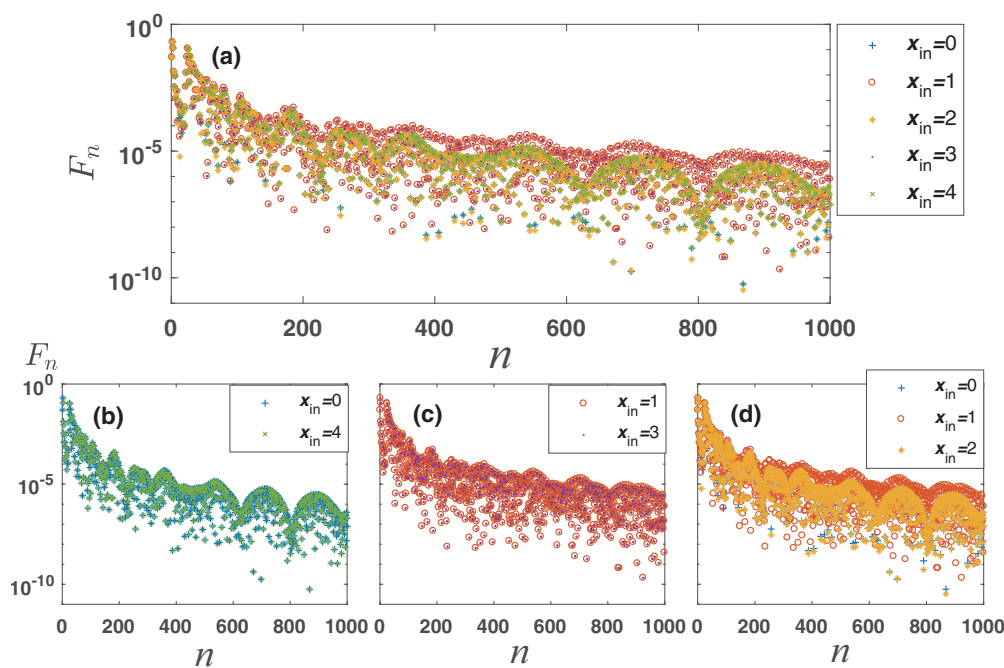 10^0
10^-5
10^-10
F_n
(a)
0 200 400 600 800 1000
n
x_in=0
x_in=1
x_in=2
x_in=3
x_in=4
F_n
10^0
10^-5
10^-10
(b)
x_in=0
x_in=4
0 200 400 600 800 1000
n
(c)
x_in=1
x_in=3
0 200 400 600 800 1000
n
(d)
x_in=0
x_in=1
x_in=2
0 200 400 600 800 1000
n